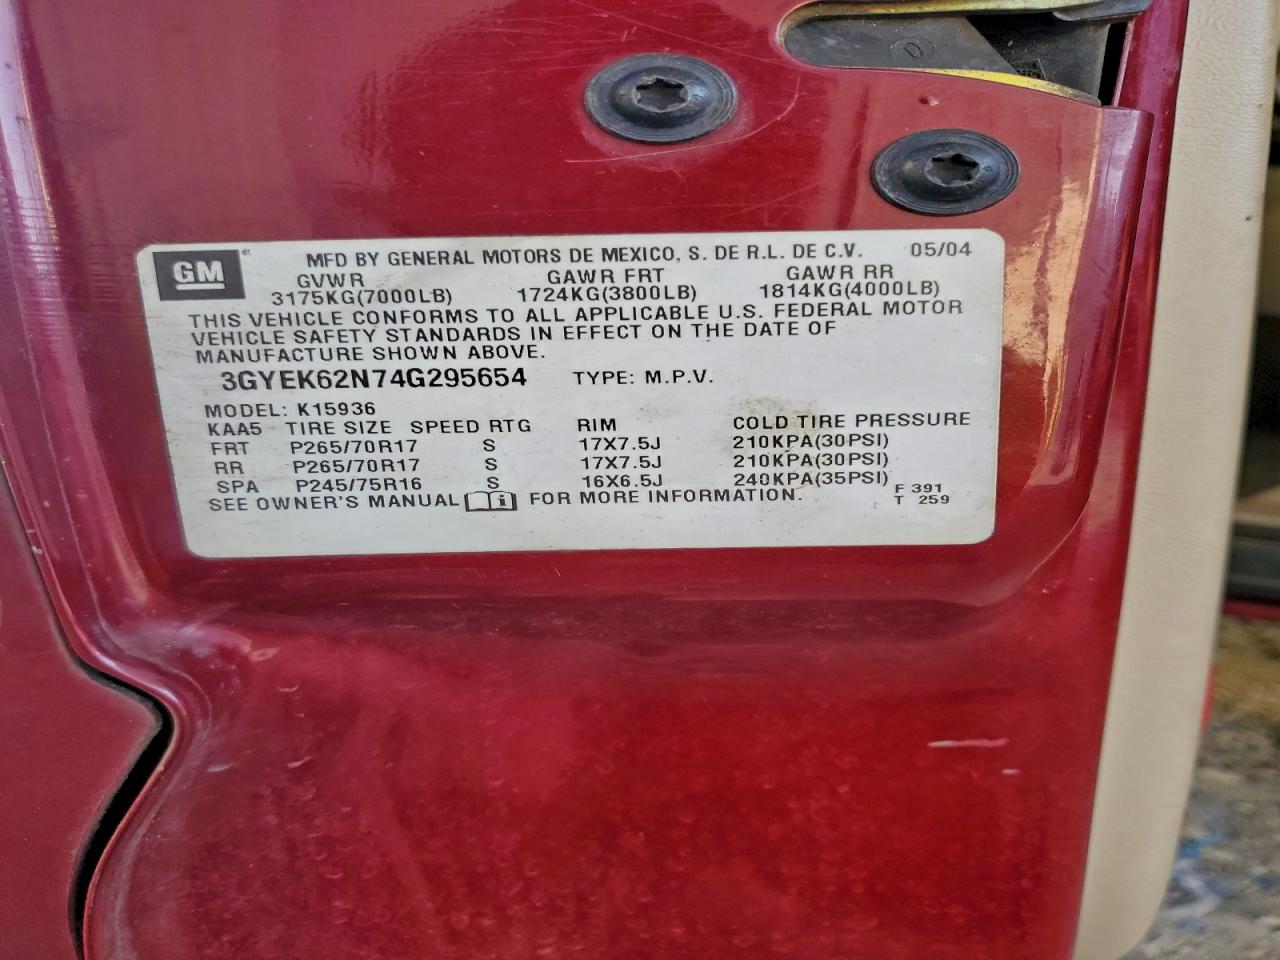 D
GM ® MFD BY GENERAL MOTORS DE MEXICO, S. DE R.L. DE C.V. 05/04
GVWR GAWR FRT GAWR RR
3175KG(7000LB) 1724KG(3800LB) 1814KG(4000LB)
THIS VEHICLE CONFORMS TO ALL APPLICABLE U.S. FEDERAL MOTOR
VEHICLE SAFETY STANDARDS IN EFFECT ON THE DATE OF
MANUFACTURE SHOWN ABOVE.
3GYEK62N74G295654 TYPE: M.P.V.
MODEL: K15936
KAA5 TIRE SIZE SPEED RTG RIM COLD TIRE PRESSURE
FRT P265/70R17 S 17X7.5J 210KPA(30PSI)
RR P265/70R17 S 17X7.5J 210KPA(30PSI)
SPA P245/75R16 S 16X6.5J 240KPA(35PSI)
SEE OWNER'S MANUAL i FOR MORE INFORMATION. F 391
T 259